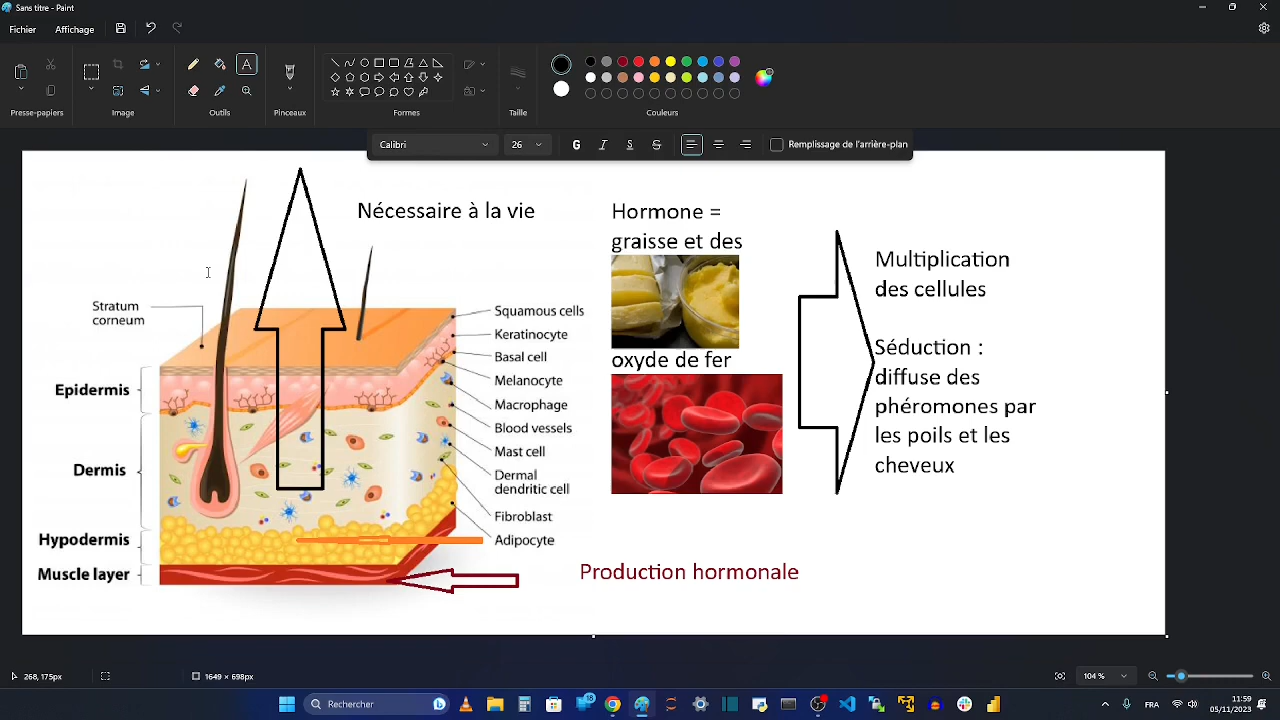 Sans titre - Paint
Fichier
Affichage
Presse-papiers
Image
Outils
Pinceaux
Formes
Taille
Couleurs
Calibri
26
G
I
S
S
Remplissage de l'arrière-plan
Nécessaire à la vie
Hormone =
graisse et des
oxyde de fer
Multiplication
des cellules
Séduction :
diffuse des
phéromones par
les poils et les
cheveux
Stratum
corneum
Epidermis
Dermis
Hypodermis
Muscle layer
Squamous cells
Keratinocyte
Basal cell
Melanocyte
Macrophage
Blood vessels
Mast cell
Dermal
dendritic cell
Fibroblast
Adipocyte
Production hormonale
268, 175px
1649 × 698px
104 %
Rechercher
FRA
11:59
05/11/2023